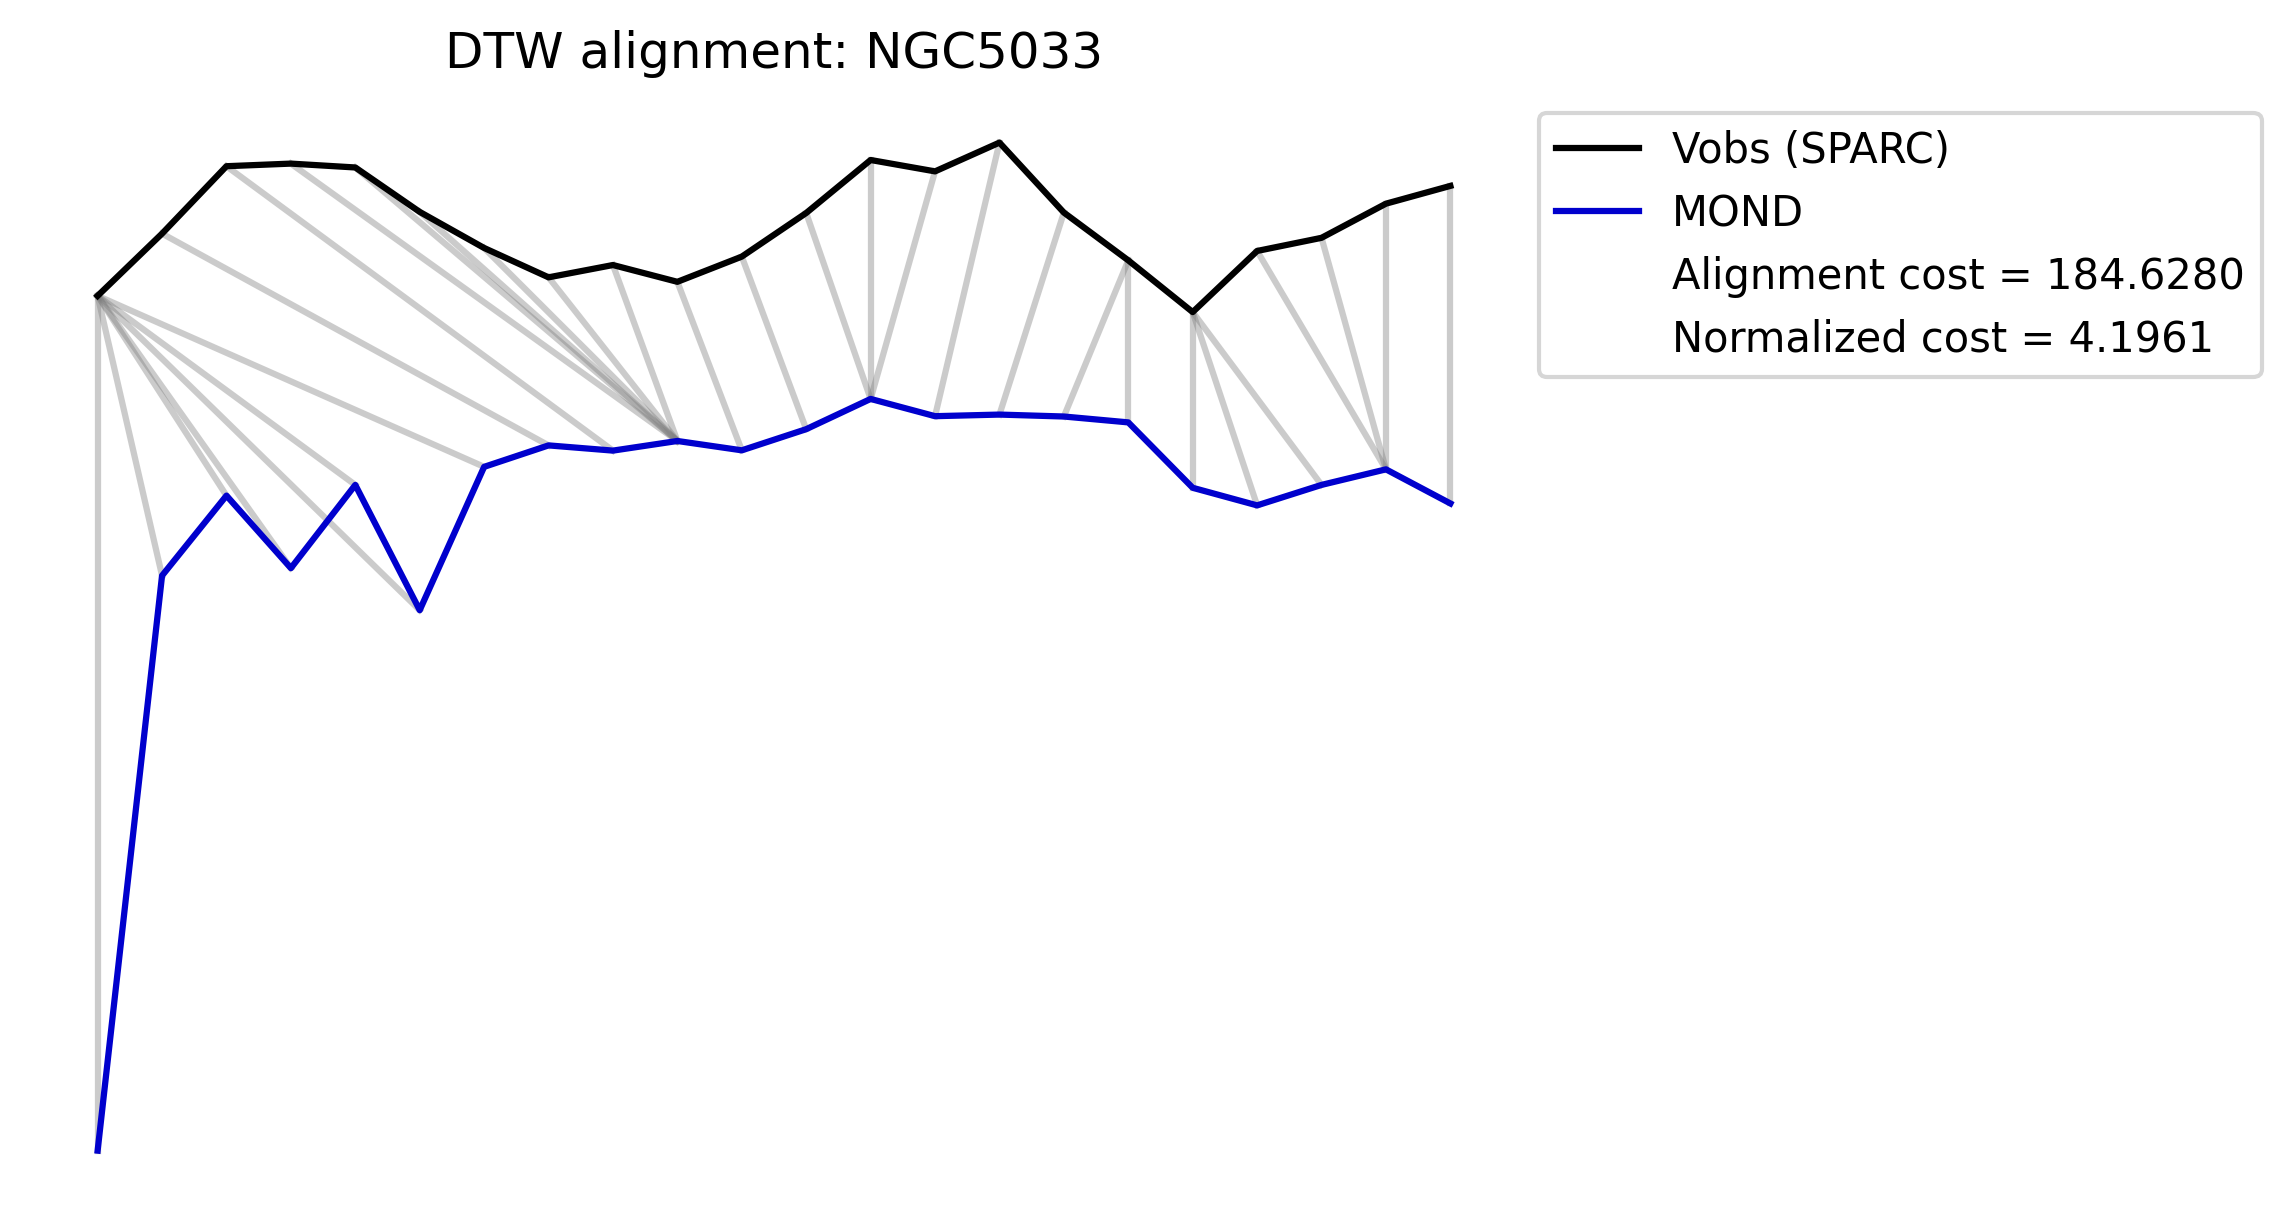 DTW alignment: NGC5033
Vobs (SPARC)
MOND
Alignment cost = 184.6280
Normalized cost = 4.1961